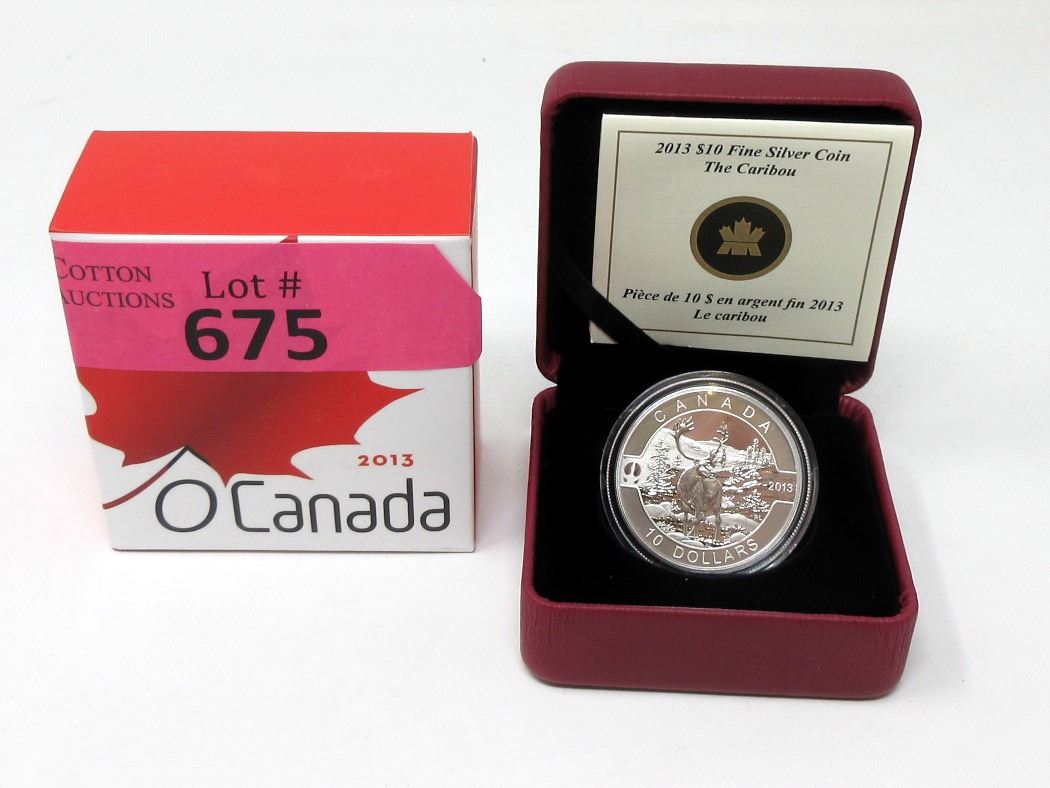 COTTON
AUCTIONS
Lot #
675
2013
O Canada
2013 $10 Fine Silver Coin
The Caribou
Pièce de 10 $ en argent fin 2013
Le caribou
CANADA
2013
10 DOLLARS